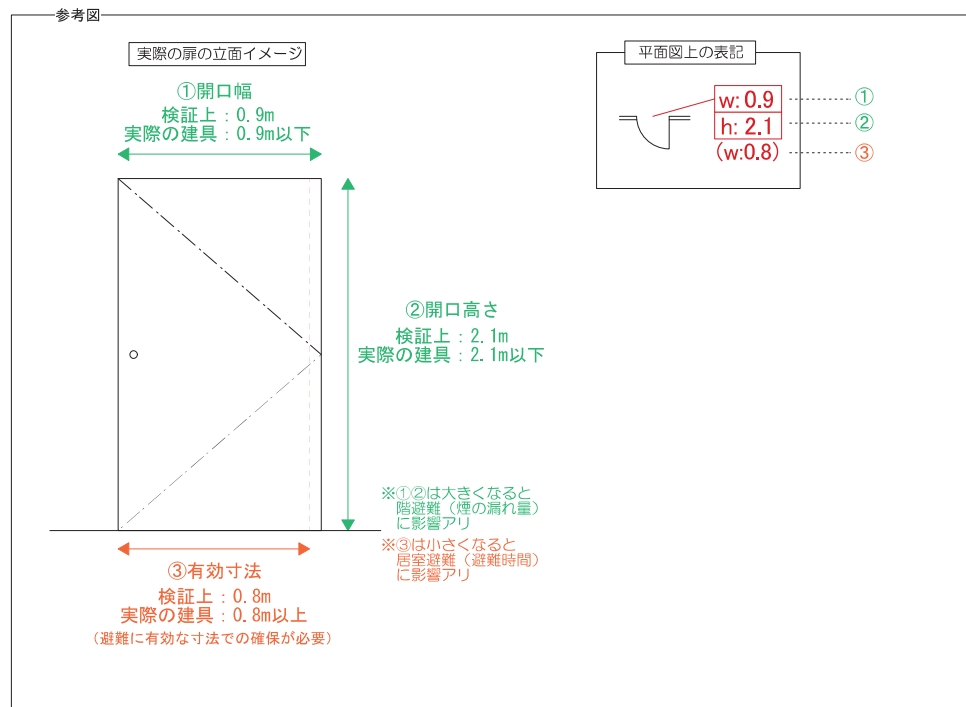 参考図
実際の扉の立面イメージ
①開口幅
検証上：0.9m
実際の建具：0.9m以下
②開口高さ
検証上：2.1m
実際の建具：2.1m以下
※①②は大きくなると
階避難（煙の漏れ量）
に影響アリ
※③は小さくなると
居室避難（避難時間）
に影響アリ
③有効寸法
検証上：0.8m
実際の建具：0.8m以上
（避難に有効な寸法での確保が必要）
平面図上の表記
w: 0.9
①
h: 2.1
②
(w:0.8)
③